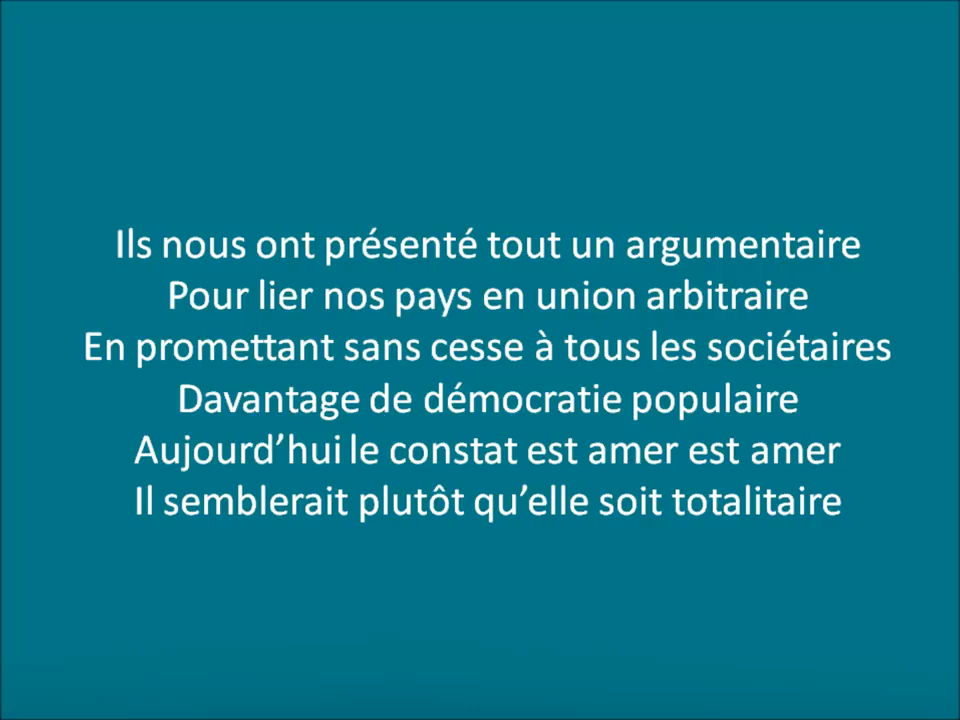 Ils nous ont présenté tout un argumentaire
Pour lier nos pays en union arbitraire
En promettant sans cesse à tous les sociétaires
Davantage de démocratie populaire
Aujourd’hui le constat est amer est amer
Il semblerait plutôt qu’elle soit totalitaire